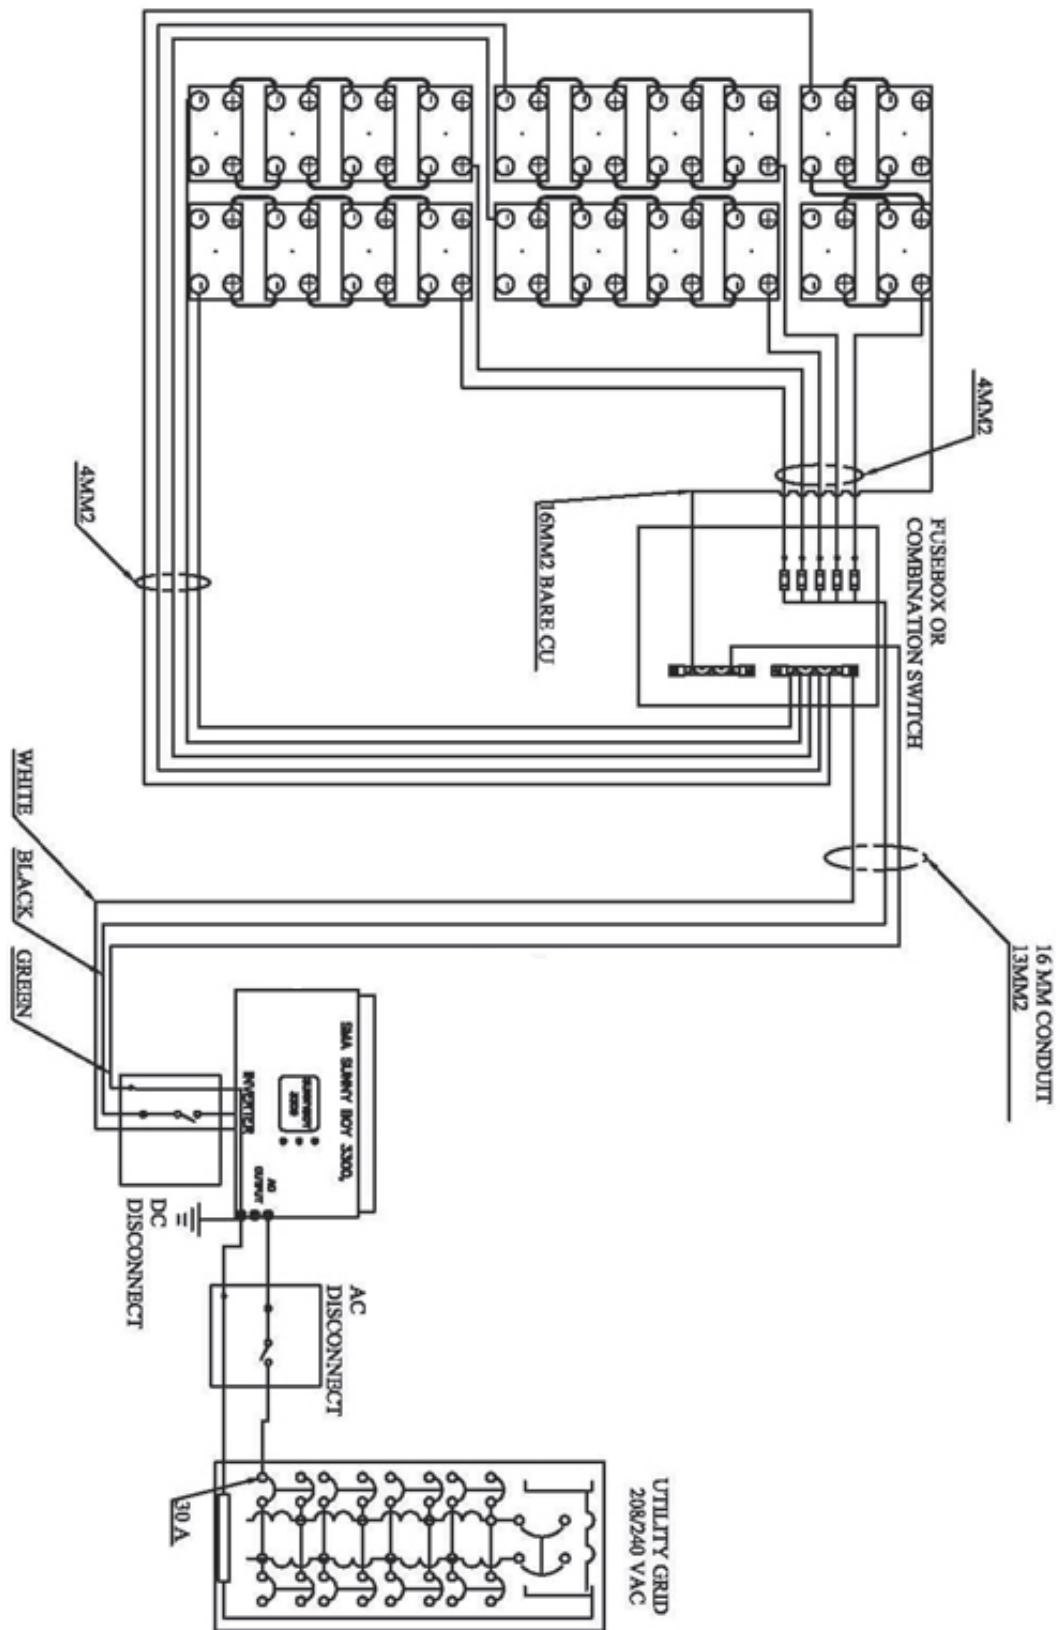 4MM2
4MM2
16MM2 BARE CU
FUSEBOX OR
COMBINATION SWITCH
16 MM CONDUIT
13MM2
WHITE
BLACK
GREEN
SMA SUNNY BOY 3300,
INVERTER
AC
OUTPUT
DC
DISCONNECT
AC
DISCONNECT
30 A
UTILITY GRID
208/240 VAC